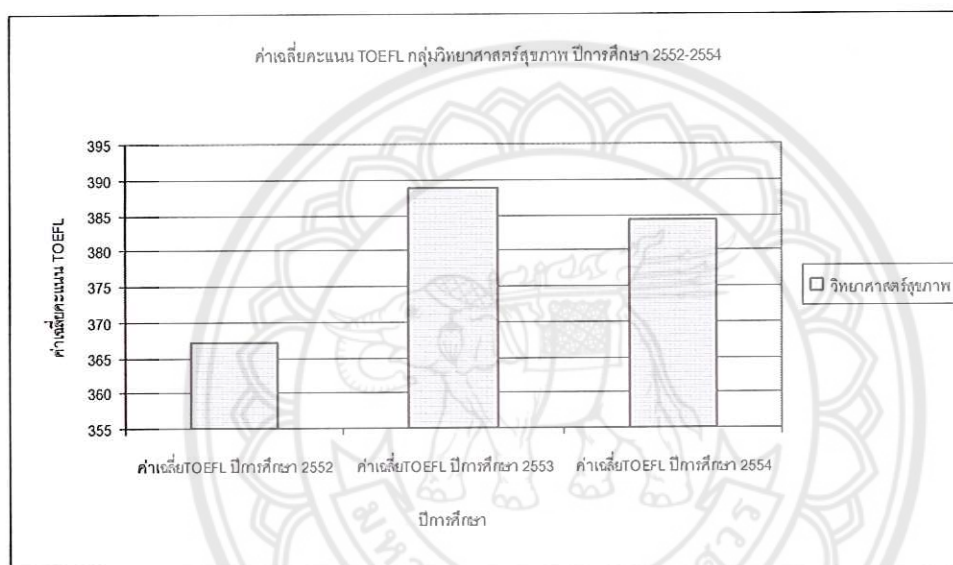 ค่าเฉลี่ยคะแนน TOEFL กลุ่มวิทยาศาสตร์สุขภาพ ปีการศึกษา 2552-2554
ค่าเฉลี่ยคะแนน TOEFL
395
390
385
380
375
370
365
360
355
ค่าเฉลี่ยTOEFL ปีการศึกษา 2552
ค่าเฉลี่ยTOEFL ปีการศึกษา 2553
ค่าเฉลี่ยTOEFL ปีการศึกษา 2554
ปีการศึกษา
วิทยาศาสตร์สุขภาพ